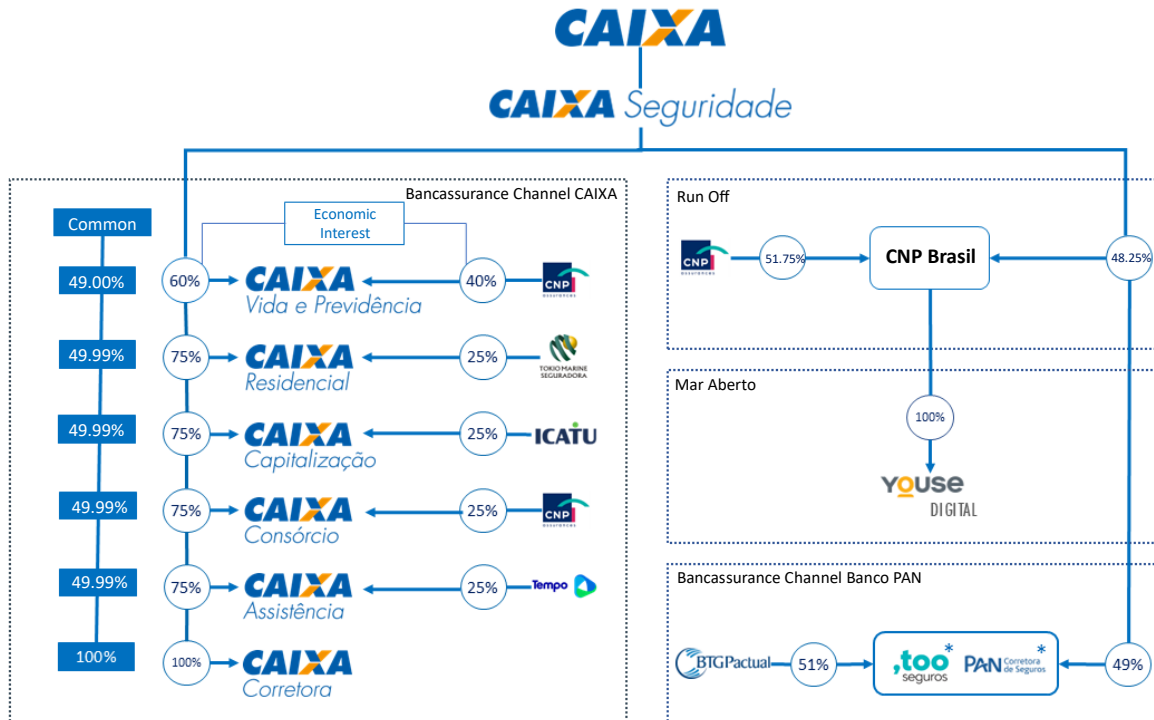 CAIXA
CAIXA Seguridade
Bancassurance Channel CAIXA
Common
Economic
Interest
49.00%
60%
CAIXA
Vida e Previdência
40%
CNP
assurances
49.99%
75%
CAIXA
Residencial
25%
TOKIO MARINE
SEGURADORA
49.99%
75%
CAIXA
Capitalização
25%
ICATU
49.99%
75%
CAIXA
Consórcio
25%
CNP
assurances
49.99%
75%
CAIXA
Assistência
25%
Tempo
100%
100%
CAIXA
Corretora
Run Off
CNP
assurances
51.75%
CNP Brasil
48.25%
Mar Aberto
100%
YOUSE
DIGITAL
Bancassurance Channel Banco PAN
BTGPactual
51%
,too *
seguros
PAN Corretora *
de Seguros
49%